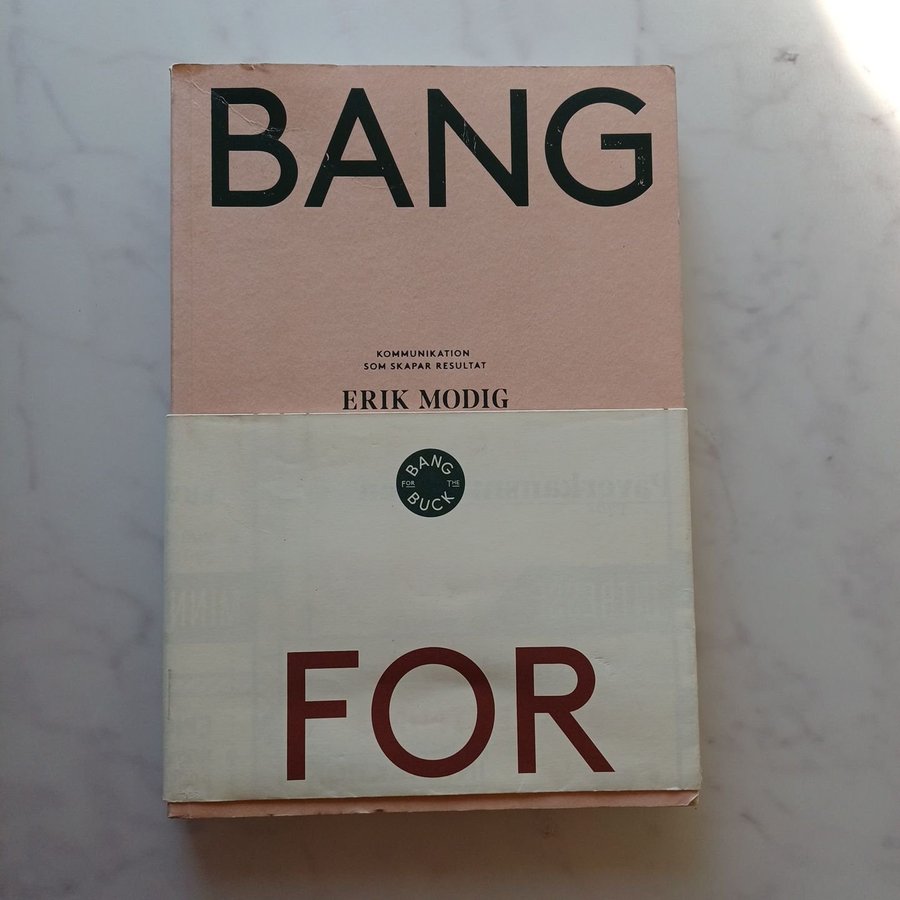 BANG
KOMMUNIKATION
SOM SKAPAR RESULTAT
ERIK MODIG
BANG
FOR THE
BUCK
FOR